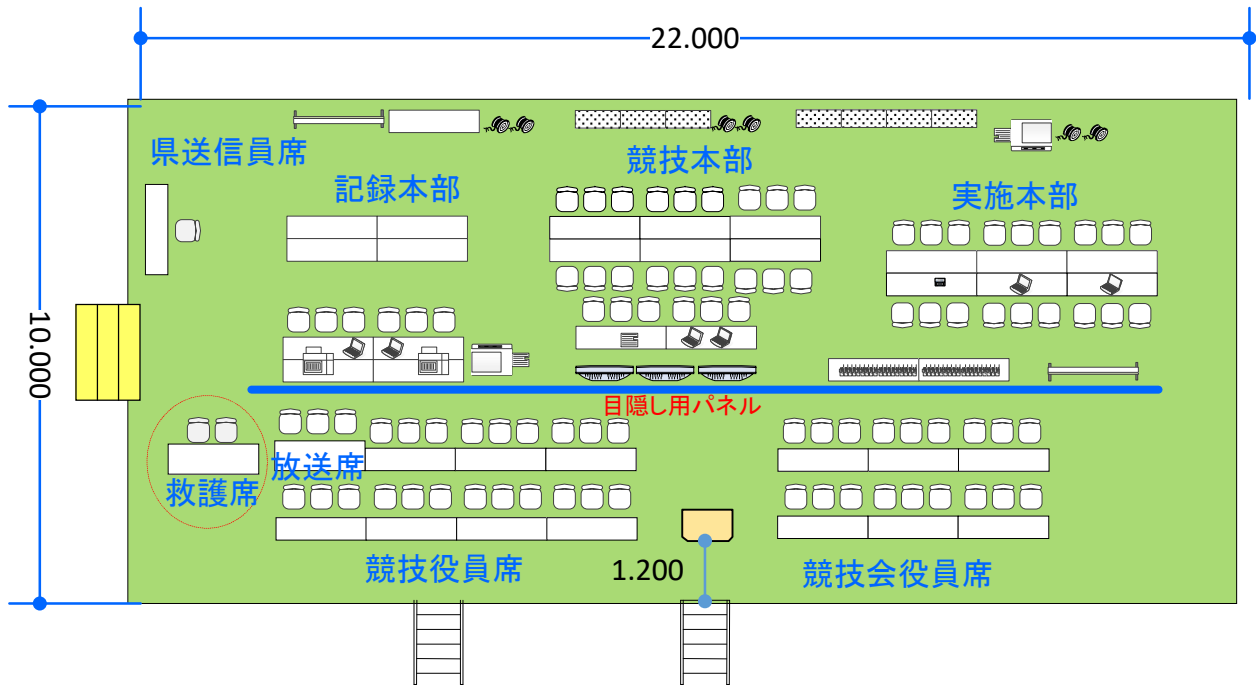 22.000
県送信員席
競技本部
記録本部
実施本部
10.000
目隠し用パネル
放送席
救護席
1.200
競技役員席
競技会役員席